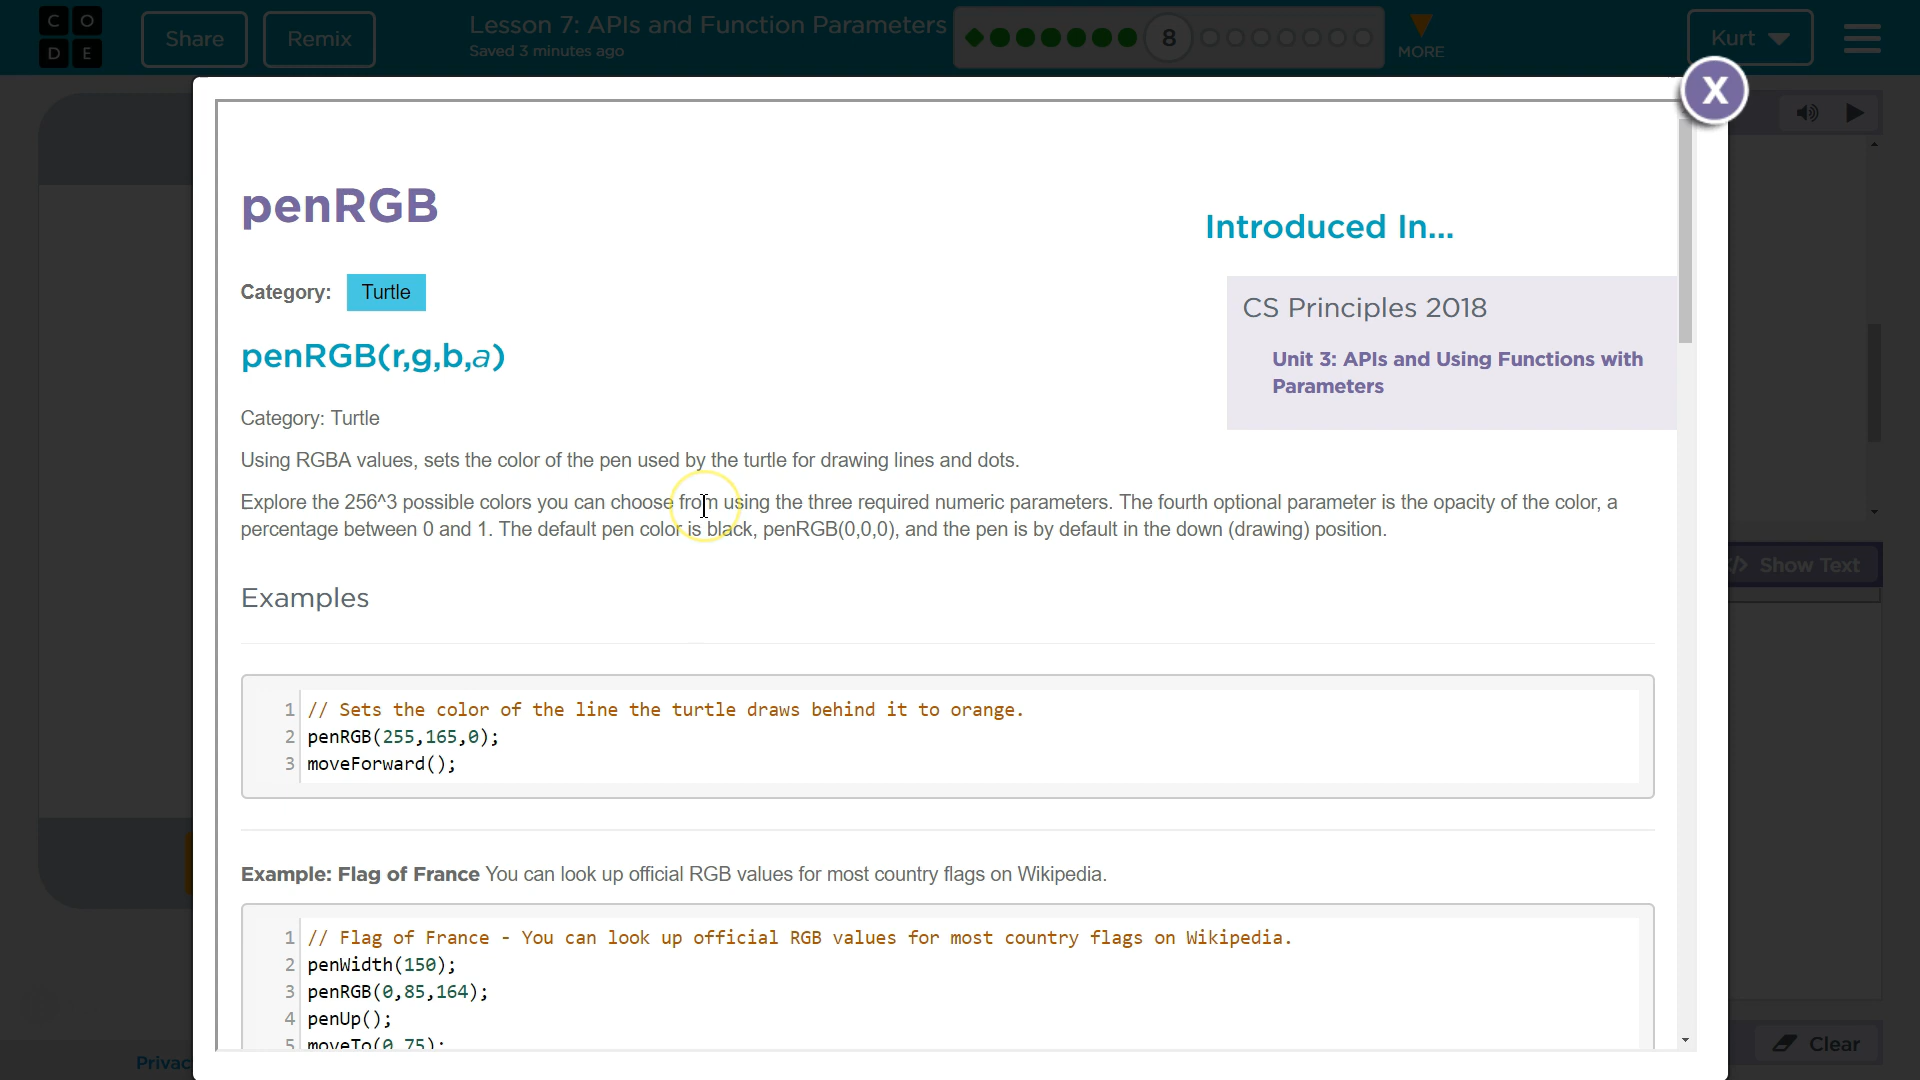 C O
D E
Share
Remix
Lesson 7: APIs and Function Parameters
Saved 3 minutes ago
8
MORE
Kurt
X
penRGB
Introduced In...
Category: Turtle
CS Principles 2018
penRGB(r,g,b,a)
Unit 3: APIs and Using Functions with
Parameters
Category: Turtle
Using RGBA values, sets the color of the pen used by the turtle for drawing lines and dots.
Explore the 256^3 possible colors you can choose from using the three required numeric parameters. The fourth optional parameter is the opacity of the color, a
percentage between 0 and 1. The default pen color is black, penRGB(0,0,0), and the pen is by default in the down (drawing) position.
</> Show Text
Examples
1 // Sets the color of the line the turtle draws behind it to orange.
2 penRGB(255,165,0);
3 moveForward();
Example: Flag of France You can look up official RGB values for most country flags on Wikipedia.
1 // Flag of France - You can look up official RGB values for most country flags on Wikipedia.
2 penWidth(150);
3 penRGB(0,85,164);
4 penUp();
5 moveTo(0,75);
Clear
Privac